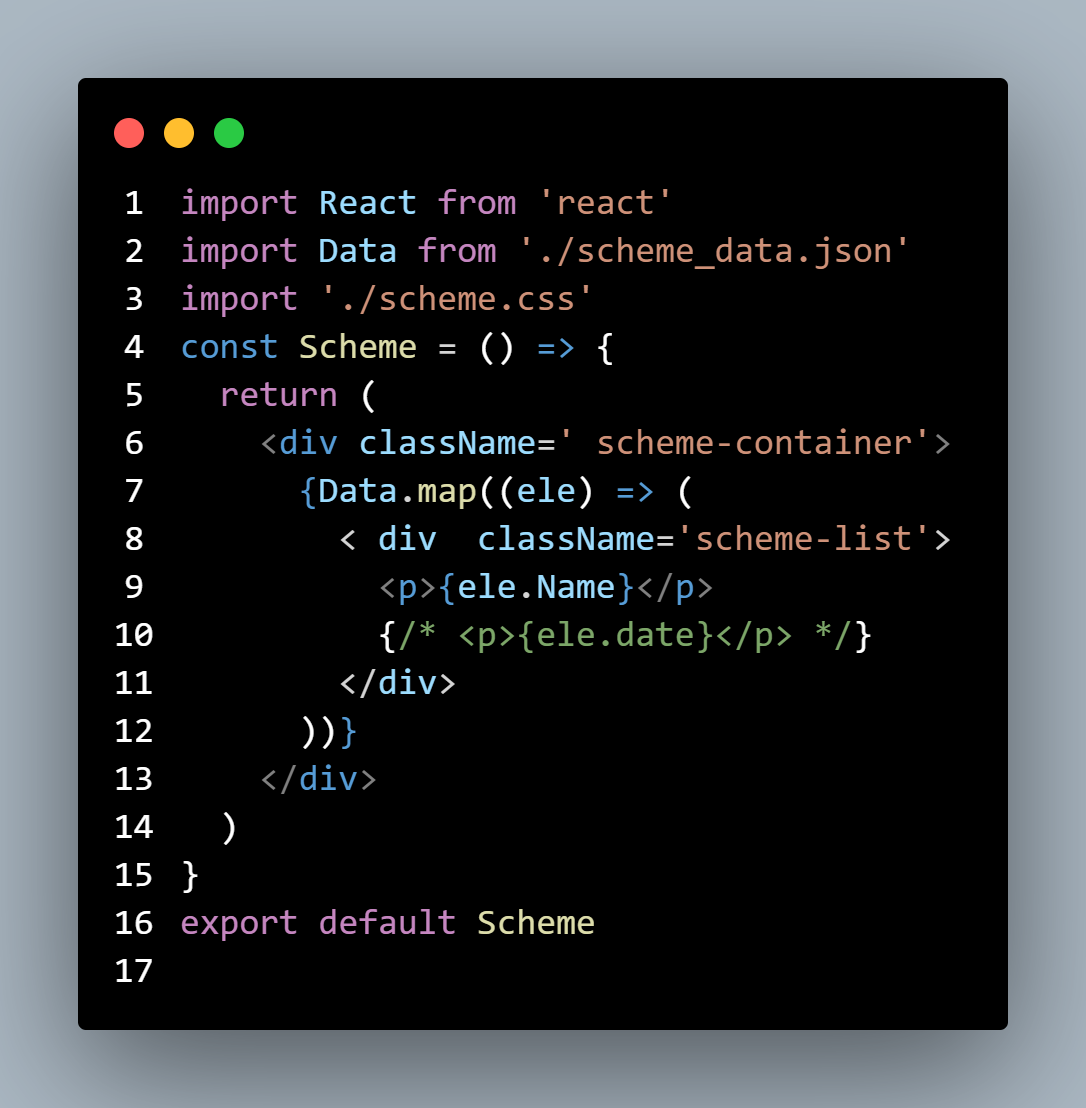 1 import React from 'react'
2 import Data from './scheme_data.json'
3 import './scheme.css'
4 const Scheme = () => {
5   return (
6     <div className=' scheme-container'>
7       {Data.map((ele) => (
8         < div  className='scheme-list'>
9           <p>{ele.Name}</p>
10           {/* <p>{ele.date}</p> */}
11         </div>
12       ))}
13     </div>
14   )
15 }
16 export default Scheme
17